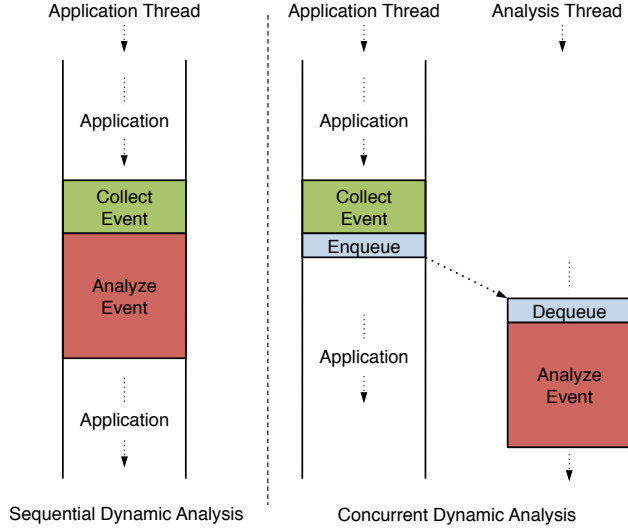 Application Thread
Application
Collect
Event
Analyze
Event
Application
Sequential Dynamic Analysis
Application Thread
Analysis Thread
Application
Collect
Event
Enqueue
Application
Dequeue
Analyze
Event
Concurrent Dynamic Analysis